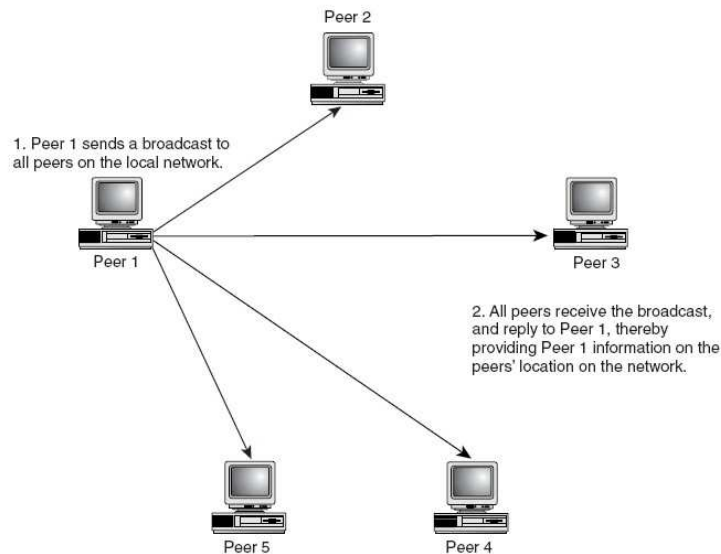 Peer 2
1. Peer 1 sends a broadcast to
all peers on the local network.
Peer 1
Peer 3
2. All peers receive the broadcast,
and reply to Peer 1, thereby
providing Peer 1 information on the
peers' location on the network.
Peer 5
Peer 4